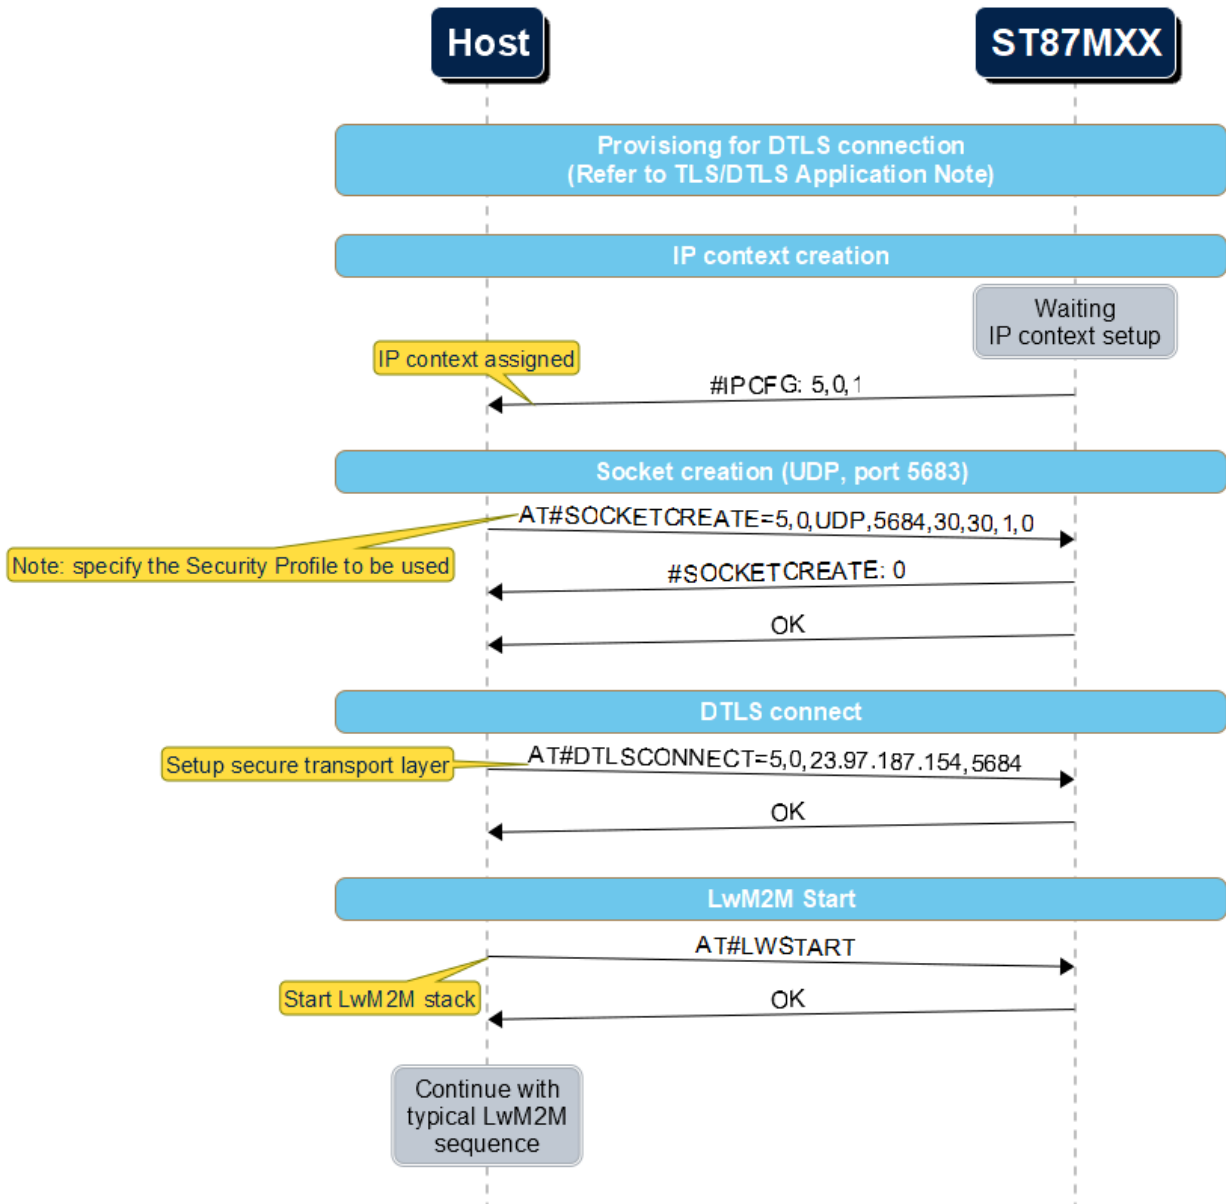 Host
ST87MXX
Provisiong for DTLS connection
(Refer to TLS/DTLS Application Note)
IP context creation
Waiting
IP context setup
IP context assigned
#IPCFG: 5,0,1
Socket creation (UDP, port 5683)
AT#SOCKETCREATE=5,0,UDP,5684,30,30,1,0
Note: specify the Security Profile to be used
#SOCKETCREATE: 0
OK
DTLS connect
AT#DTLSCONNECT=5,0,23.97.187.154,5684
Setup secure transport layer
OK
LwM2M Start
AT#LWSTART
Start LwM2M stack
OK
Continue with
typical LwM2M
sequence